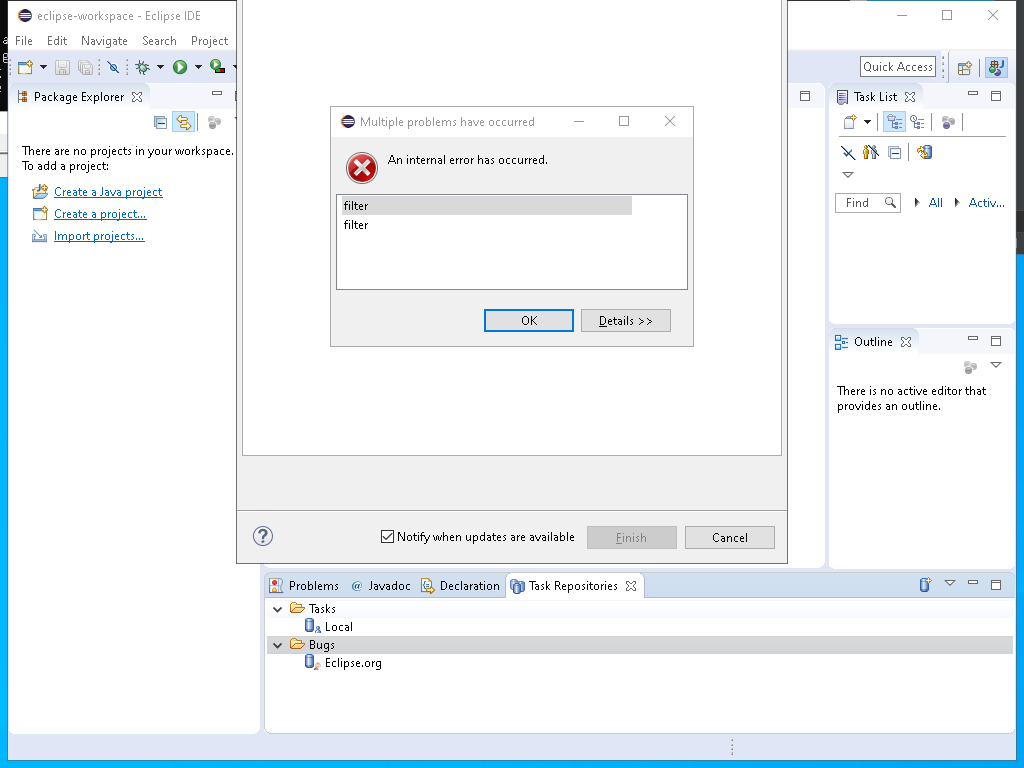 eclipse-workspace - Eclipse IDE
File Edit Navigate Search Project
Quick Access
Package Explorer
There are no projects in your workspace.
To add a project:
Create a Java project
Create a project...
Import projects...
Multiple problems have occurred
An internal error has occurred.
filter
filter
OK
Details >>
Notify when updates are available
Finish
Cancel
Task List
Find
All
Activ...
Outline
There is no active editor that
provides an outline.
Problems
@ Javadoc
Declaration
Task Repositories
Tasks
Local
Bugs
Eclipse.org